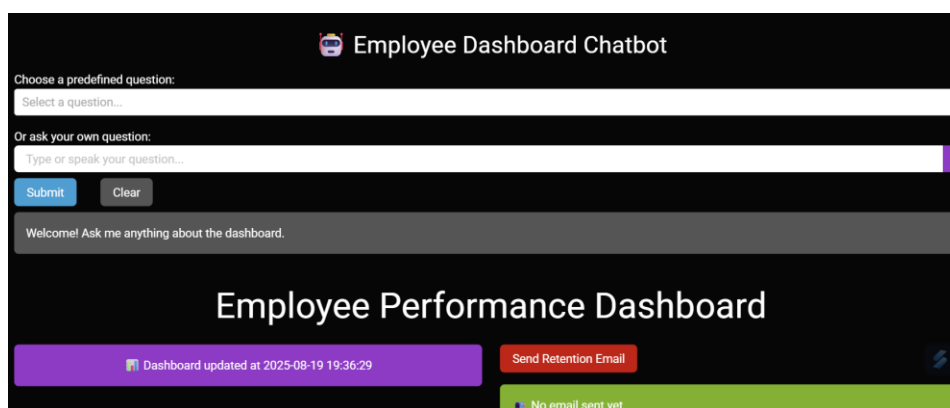 Employee Dashboard Chatbot
Choose a predefined question:
Select a question...
Or ask your own question:
Type or speak your question...
Submit
Clear
Welcome! Ask me anything about the dashboard.
Employee Performance Dashboard
Dashboard updated at 2025-08-19 19:36:29
Send Retention Email
No email sent yet